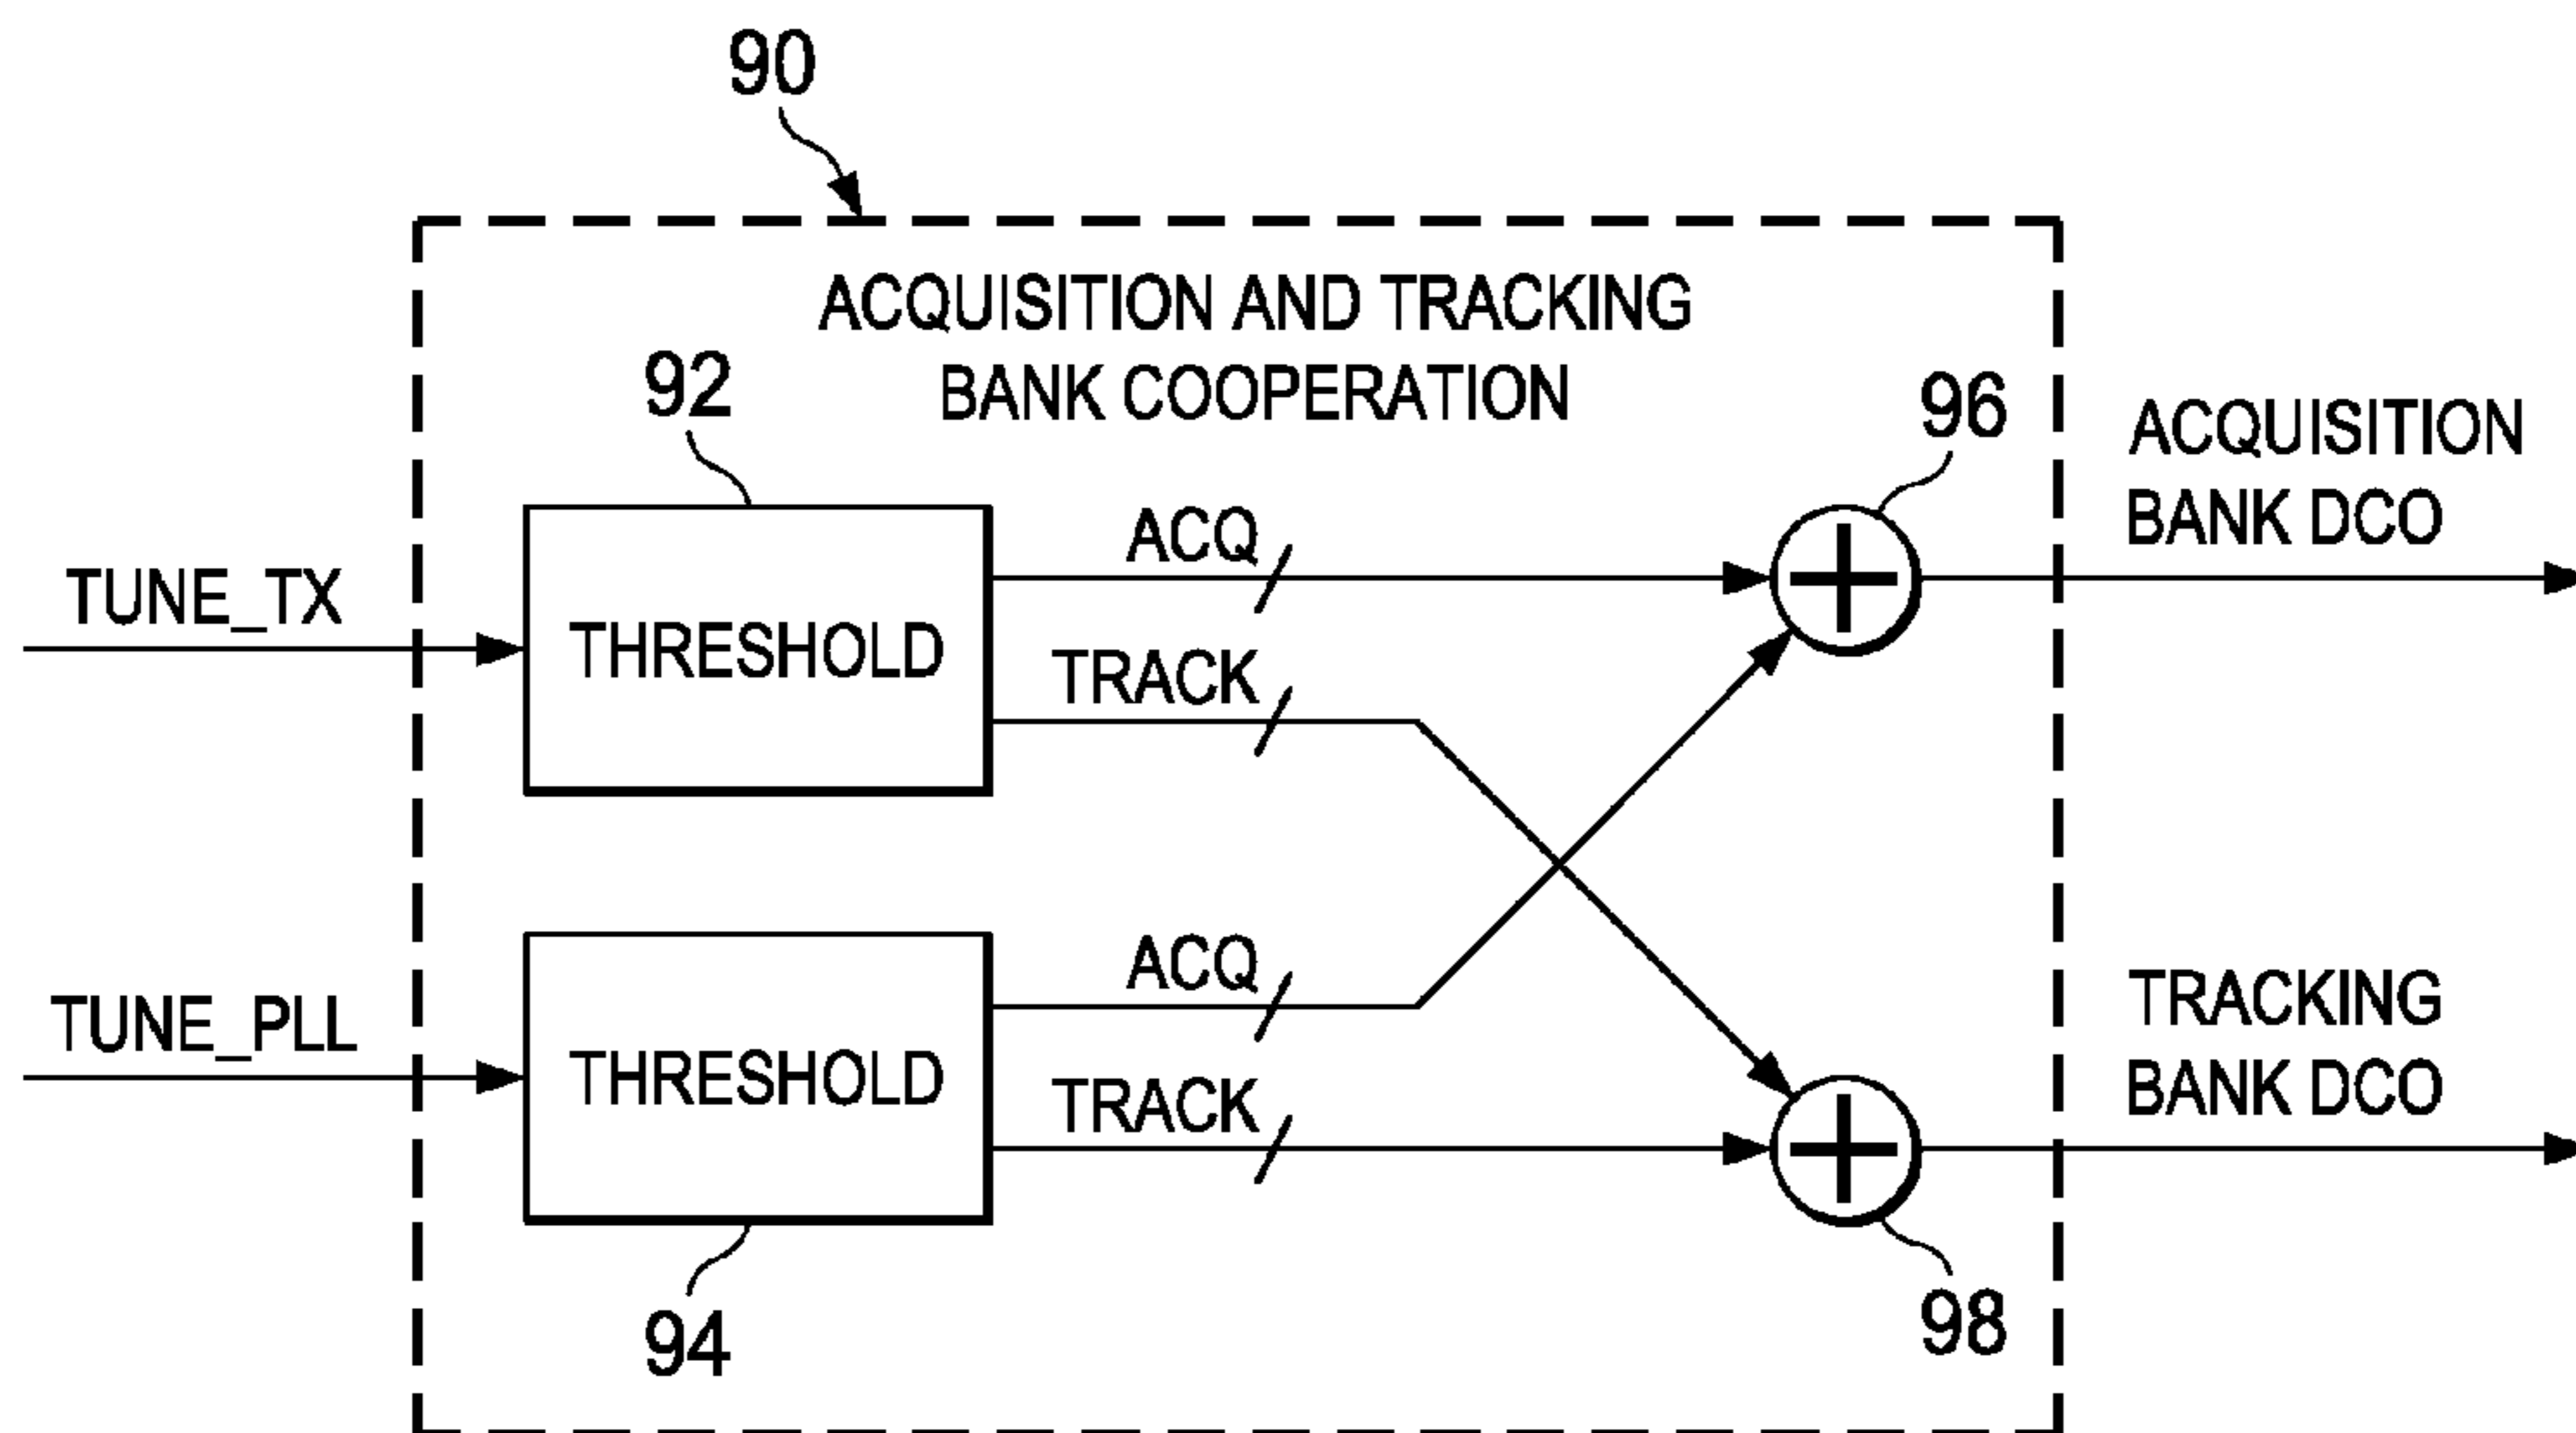 90
ACQUISITION AND TRACKING
BANK COOPERATION
92
96
ACQUISITION
BANK DCO
TUNE_TX
THRESHOLD
ACQ
TRACK
TUNE_PLL
THRESHOLD
ACQ
TRACK
TRACKING
BANK DCO
94
98